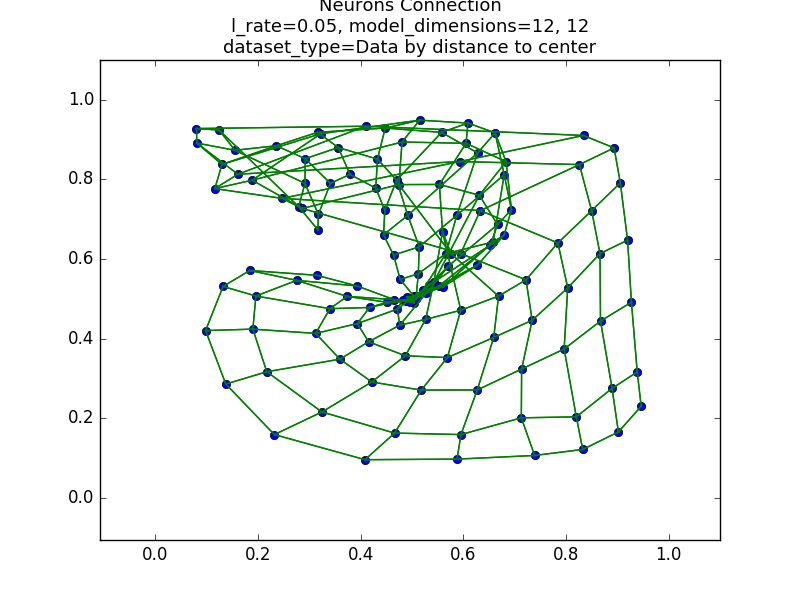 Neurons Connection
l_rate=0.05, model_dimensions=12, 12
dataset_type=Data by distance to center
1.0
0.8
0.6
0.4
0.2
0.0
0.0 0.2 0.4 0.6 0.8 1.0